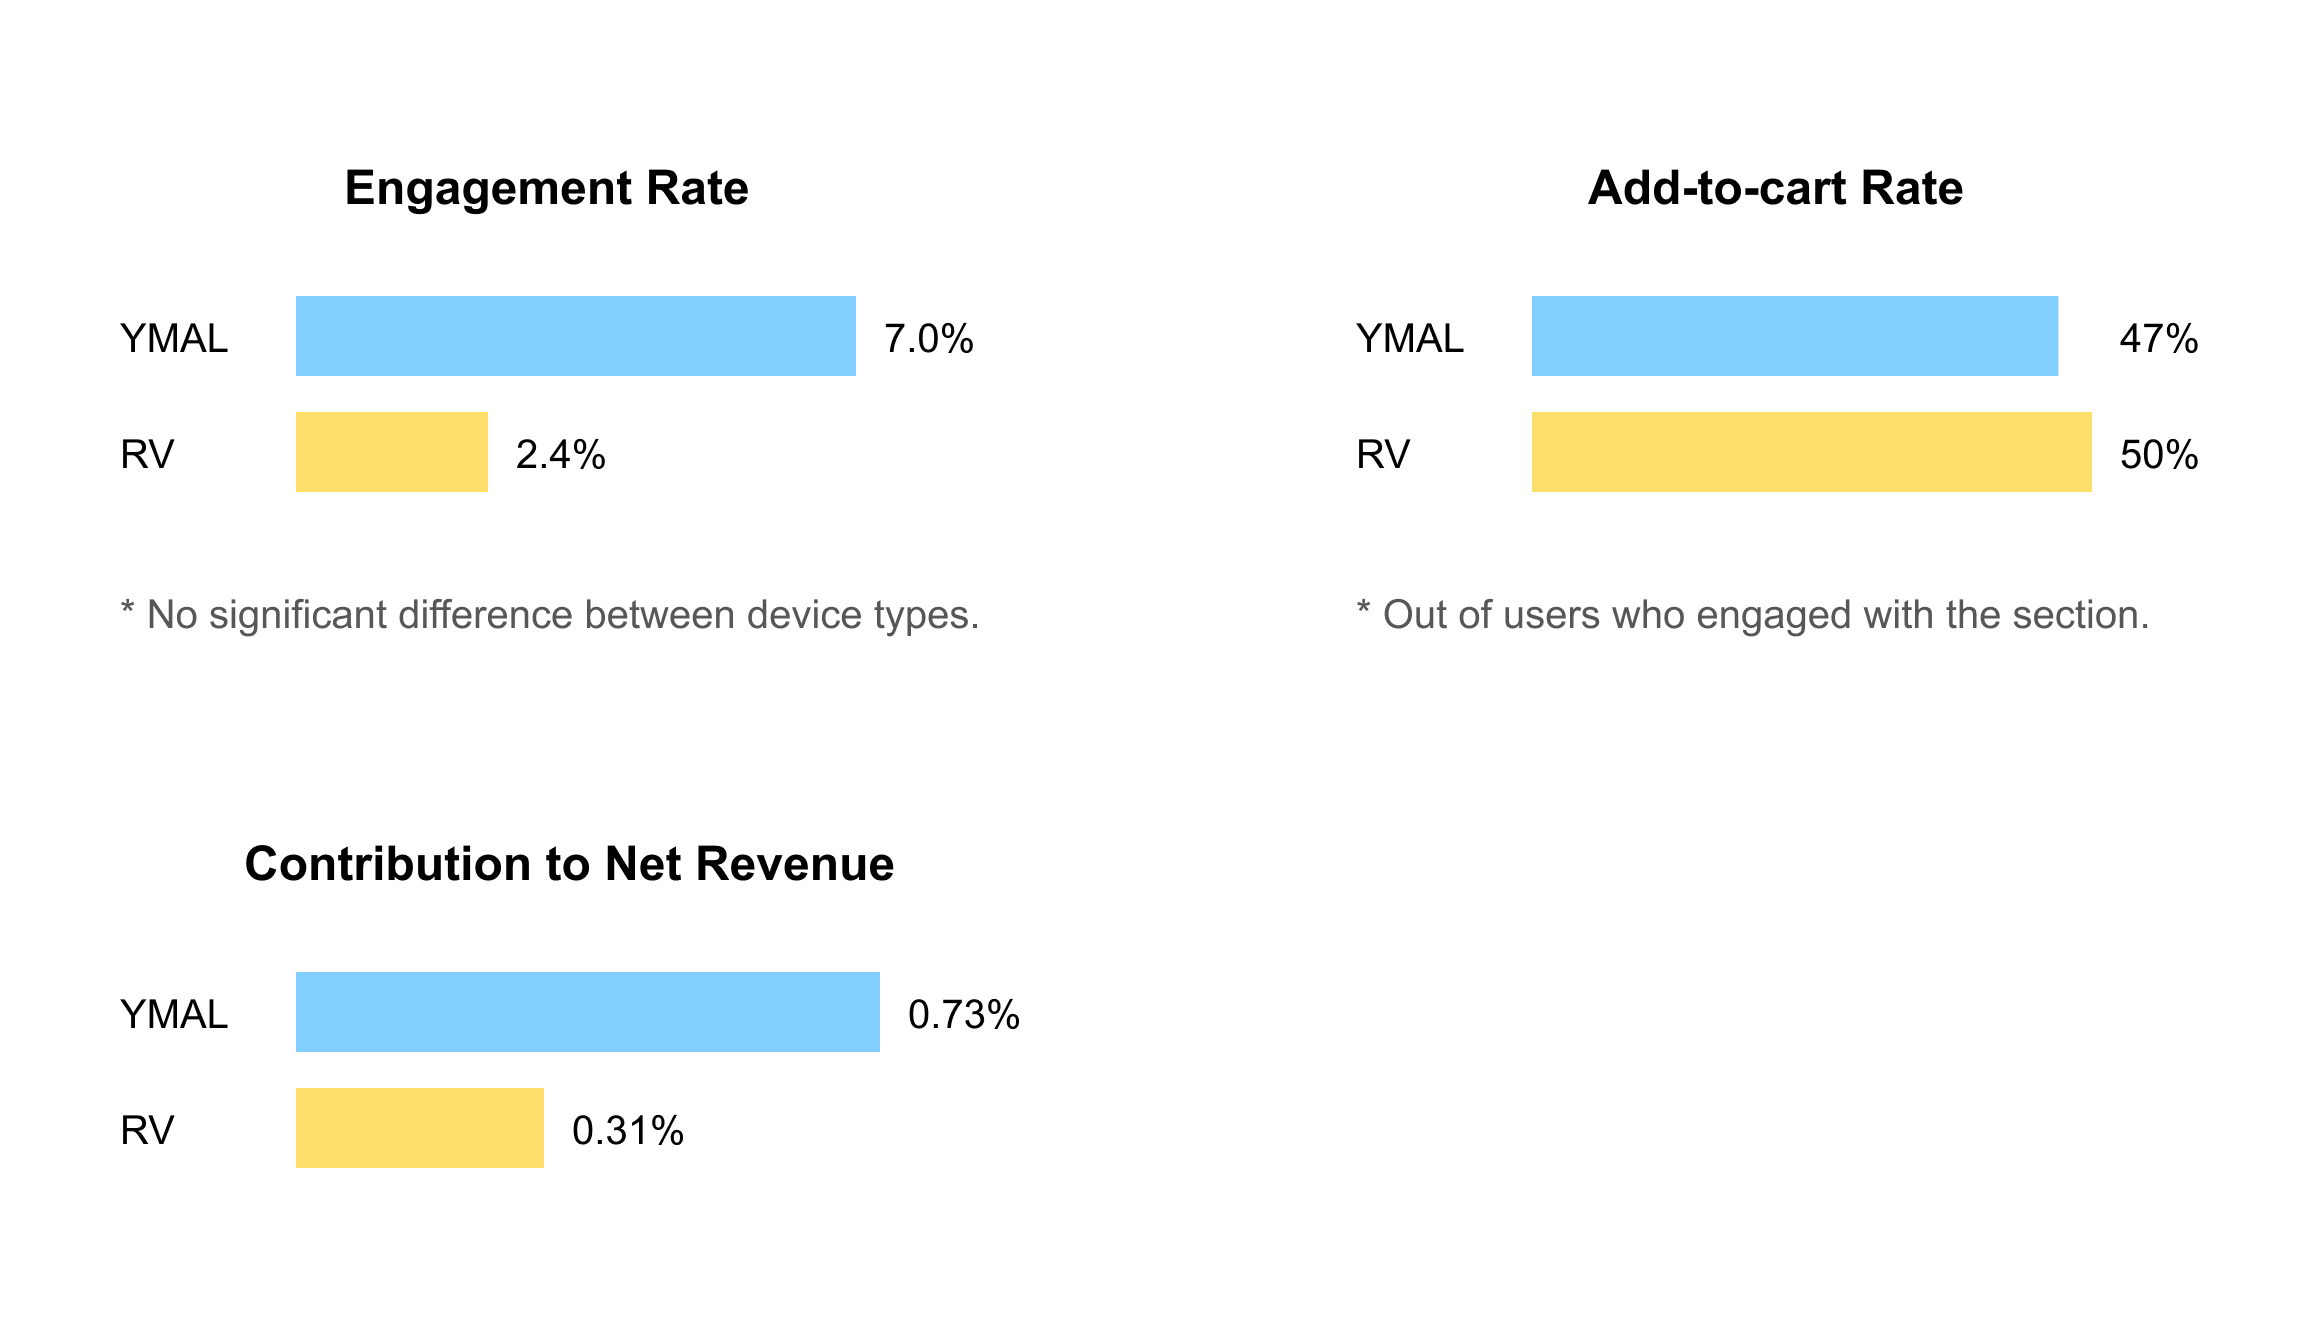 Engagement Rate
YMAL 7.0%
RV 2.4%
* No significant difference between device types.
Add-to-cart Rate
YMAL 47%
RV 50%
* Out of users who engaged with the section.
Contribution to Net Revenue
YMAL 0.73%
RV 0.31%